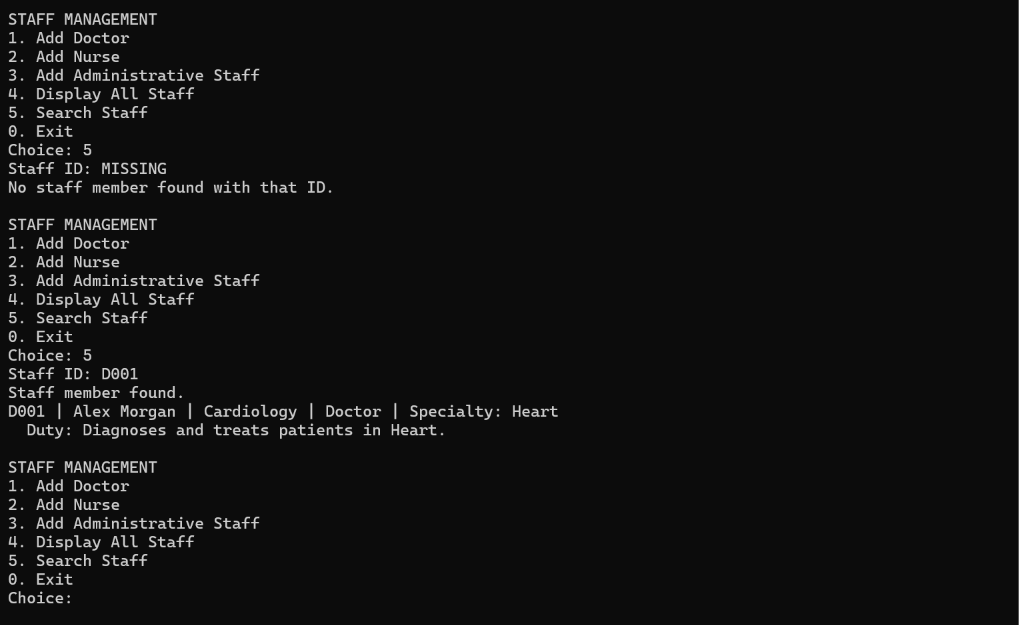 STAFF MANAGEMENT
1. Add Doctor
2. Add Nurse
3. Add Administrative Staff
4. Display All Staff
5. Search Staff
0. Exit
Choice: 5
Staff ID: MISSING
No staff member found with that ID.

STAFF MANAGEMENT
1. Add Doctor
2. Add Nurse
3. Add Administrative Staff
4. Display All Staff
5. Search Staff
0. Exit
Choice: 5
Staff ID: D001
Staff member found.
D001 | Alex Morgan | Cardiology | Doctor | Specialty: Heart
  Duty: Diagnoses and treats patients in Heart.

STAFF MANAGEMENT
1. Add Doctor
2. Add Nurse
3. Add Administrative Staff
4. Display All Staff
5. Search Staff
0. Exit
Choice: